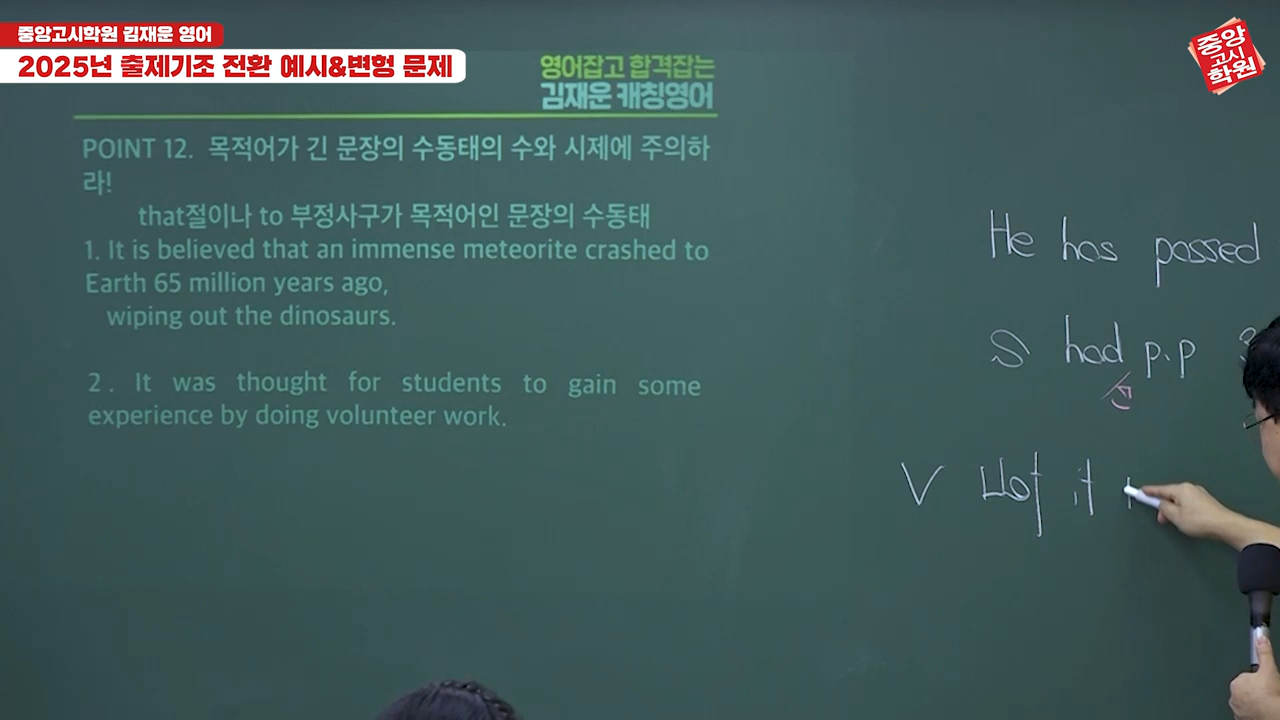 중앙고시학원 김재운 영어
2025년 출제기조 전환 예시&변형 문제
중앙
고시
학원
영어잡고 합격잡는
김재운 캐칭영어
POINT 12. 목적어가 긴 문장의 수동태의 수와 시제에 주의하
라!
that절이나 to 부정사구가 목적어인 문장의 수동태
1. It is believed that an immense meteorite crashed to
Earth 65 million years ago,
wiping out the dinosaurs.
2. It was thought for students to gain some
experience by doing volunteer work.
He has passed
S had p.p
V it